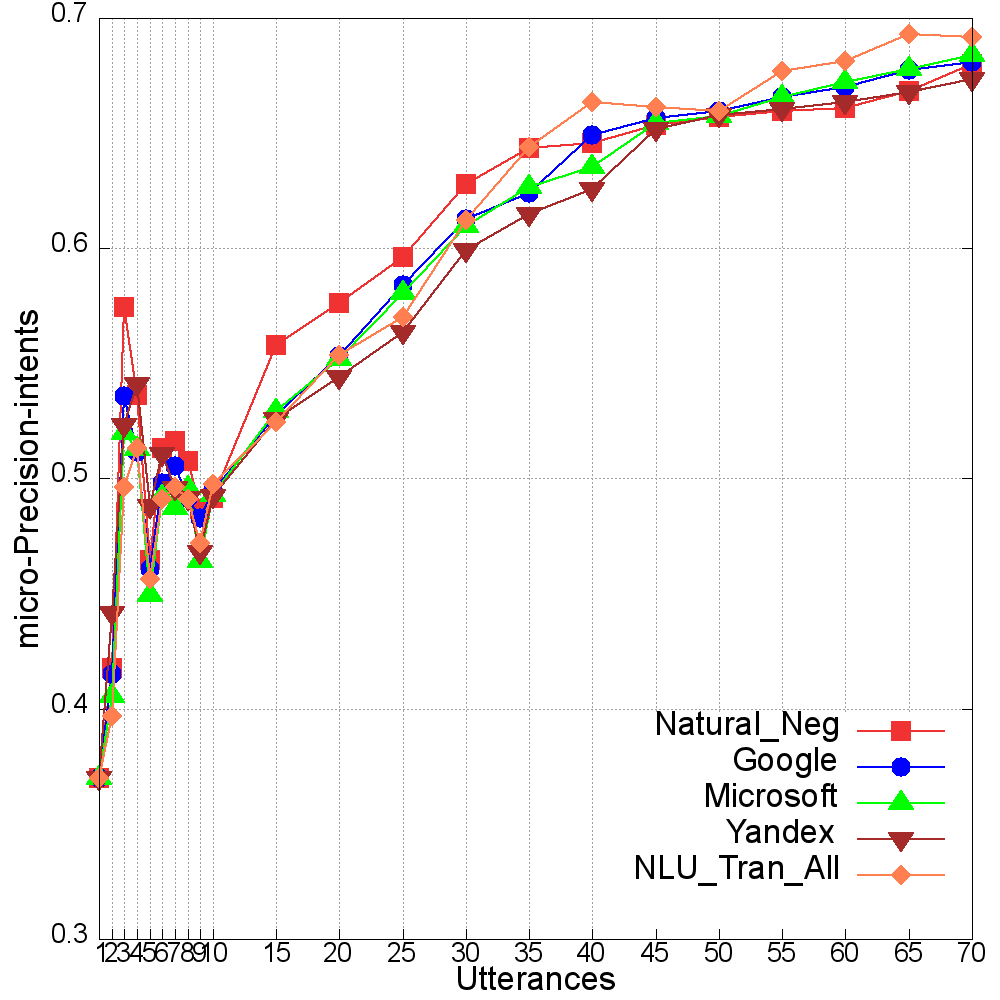 0.7
0.6
0.5
0.4
0.3
micro-Precision-intents
Natural_Neg
Google
Microsoft
Yandex
NLU_Tran_All
1 2 3 4 5 6 7 8 9 10 15 20 25 30 35 40 45 50 55 60 65 70
Utterances